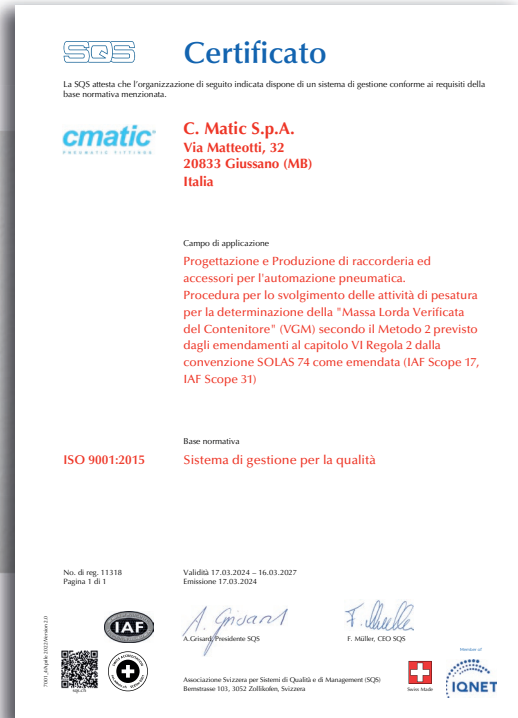 SQS
Certificato
La SQS attesta che l'organizzazione di seguito indicata dispone di un sistema di gestione conforme ai requisiti della
base normativa menzionata.
cmatic
PNEUMATIC FITTINGS
C. Matic S.p.A.
Via Matteotti, 32
20833 Giussano (MB)
Italia
Campo di applicazione
Progettazione e Produzione di raccorderia ed
accessori per l'automazione pneumatica.
Procedura per lo svolgimento delle attività di pesatura
per la determinazione della "Massa Lorda Verificata
del Contenitore" (VGM) secondo il Metodo 2 previsto
dagli emendamenti al capitolo VI Regola 2 dalla
convenzione SOLAS 74 come emendata (IAF Scope 17,
IAF Scope 31)
Base normativa
ISO 9001:2015 Sistema di gestione per la qualità
No. di reg. 11318
Pagina 1 di 1
Validità 17.03.2024 – 16.03.2027
Emissione 17.03.2024
A. Grisard
F. Müller
A.Grisard, Presidente SQS
F. Müller, CEO SQS
IAF
sqs.ch
Associazione Svizzera per Sistemi di Qualità e di Management (SQS)
Bernstrasse 103, 3052 Zollikofen, Svizzera
Swiss Made
Member of
IQNET